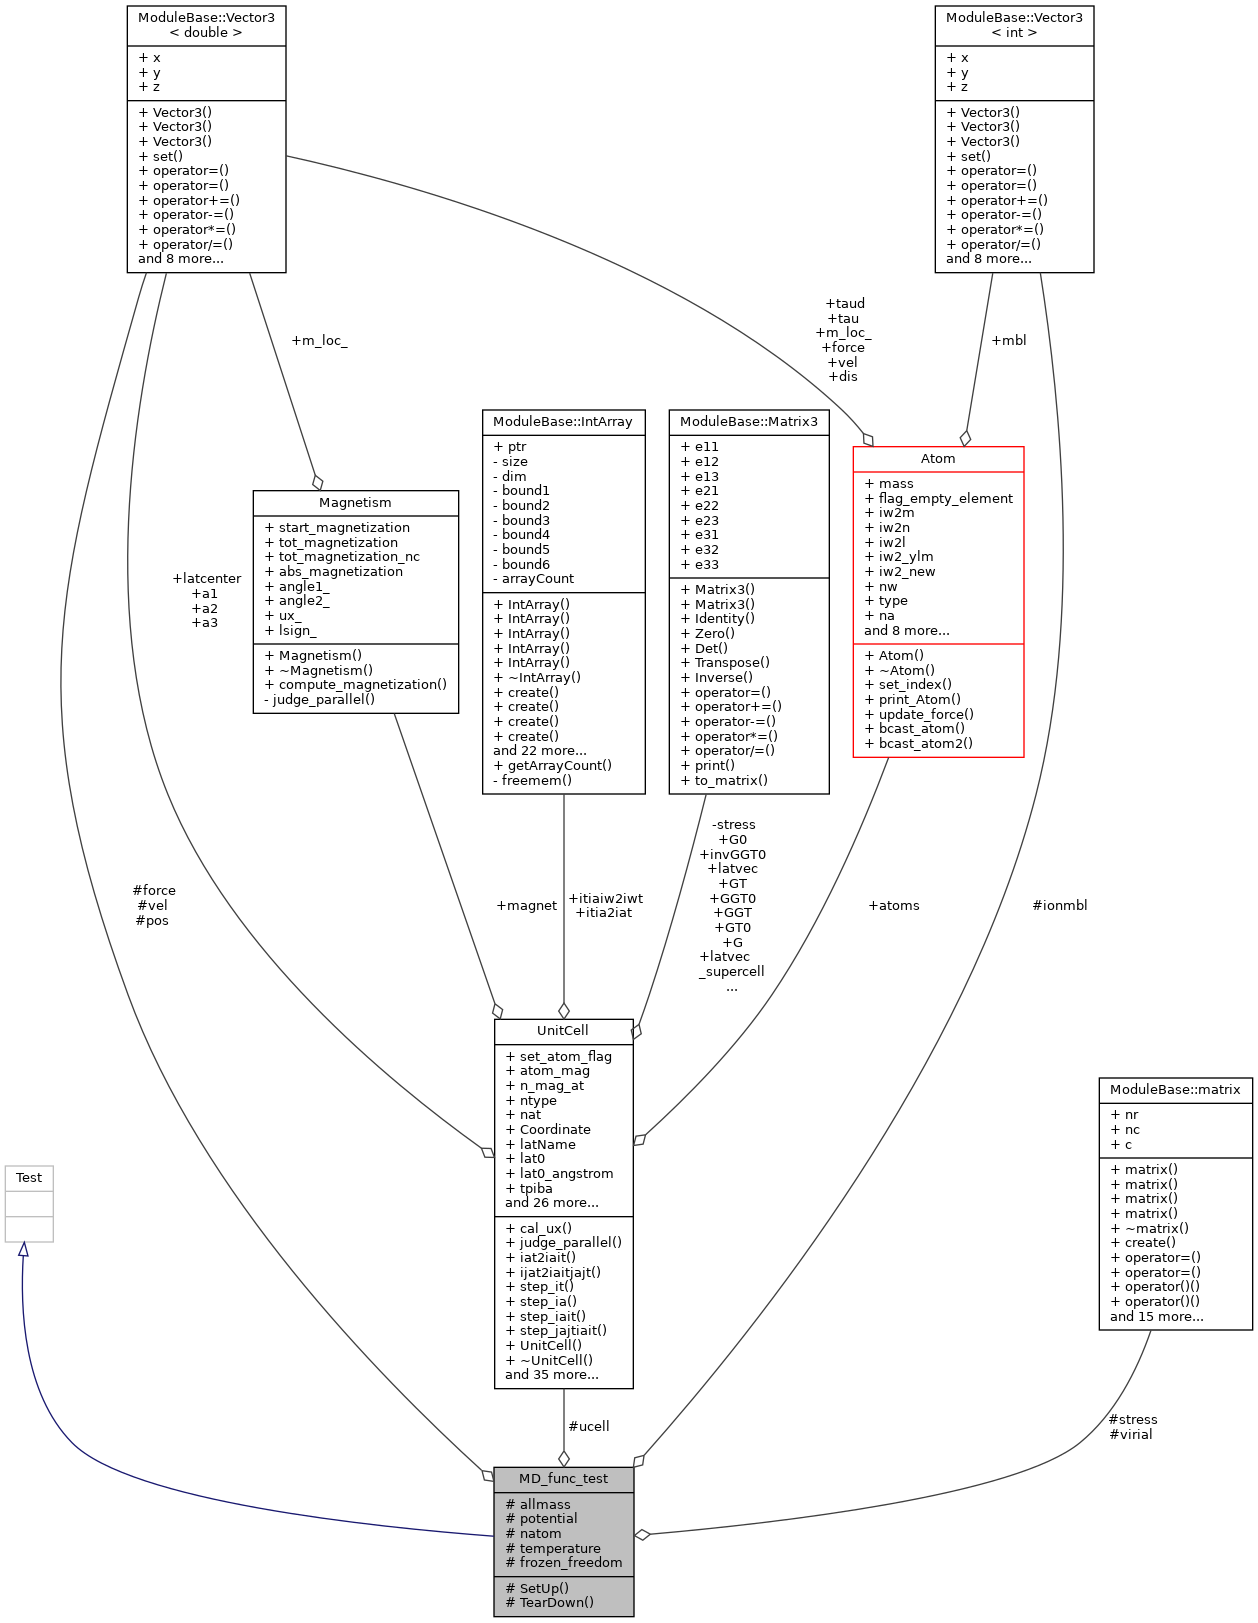 ModuleBase::Vector3
< double >
+ x
+ y
+ z
+ Vector3()
+ Vector3()
+ Vector3()
+ set()
+ operator=()
+ operator=()
+ operator+=()
+ operator-=()
+ operator*=()
+ operator/=()
and 8 more...
ModuleBase::Vector3
< int >
+ x
+ y
+ z
+ Vector3()
+ Vector3()
+ Vector3()
+ set()
+ operator=()
+ operator=()
+ operator+=()
+ operator-=()
+ operator*=()
+ operator/=()
and 8 more...
+taud
+tau
+m_loc_
+force
+vel
+dis
+m_loc_
+mbl
ModuleBase::IntArray
+ ptr
- size
- dim
- bound1
- bound2
- bound3
- bound4
- bound5
- bound6
- arrayCount
+ IntArray()
+ IntArray()
+ IntArray()
+ IntArray()
+ IntArray()
+ ~IntArray()
+ create()
+ create()
+ create()
+ create()
and 22 more...
+ getArrayCount()
- freemem()
ModuleBase::Matrix3
+ e11
+ e12
+ e13
+ e21
+ e22
+ e23
+ e31
+ e32
+ e33
+ Matrix3()
+ Matrix3()
+ Identity()
+ Zero()
+ Det()
+ Transpose()
+ Inverse()
+ operator=()
+ operator+=()
+ operator-=()
+ operator*=()
+ operator/=()
+ print()
+ to_matrix()
Atom
+ mass
+ flag_empty_element
+ iw2m
+ iw2n
+ iw2l
+ iw2_ylm
+ iw2_new
+ nw
+ type
+ na
and 8 more...
+ Atom()
+ ~Atom()
+ set_index()
+ print_Atom()
+ update_force()
+ bcast_atom()
+ bcast_atom2()
Magnetism
+ start_magnetization
+ tot_magnetization
+ tot_magnetization_nc
+ abs_magnetization
+ angle1_
+ angle2_
+ ux_
+ lsign_
+ Magnetism()
+ ~Magnetism()
+ compute_magnetization()
- judge_parallel()
+latcenter
+a1
+a2
+a3
#force
#vel
#pos
+magnet
+itiaiw2iwt
+itia2iat
-stress
+G0
+invGGT0
+latvec
+GT
+GGT0
+GGT
+GT0
+G
+latvec
_supercell
...
+atoms
#ionmbl
UnitCell
+ set_atom_flag
+ atom_mag
+ n_mag_at
+ ntype
+ nat
+ Coordinate
+ latName
+ lat0
+ lat0_angstrom
+ tpiba
and 26 more...
+ cal_ux()
+ judge_parallel()
+ iat2iait()
+ ijat2iaitjajt()
+ step_it()
+ step_ia()
+ step_iait()
+ step_jajtiait()
+ UnitCell()
+ ~UnitCell()
and 35 more...
ModuleBase::matrix
+ nr
+ nc
+ c
+ matrix()
+ matrix()
+ matrix()
+ matrix()
+ ~matrix()
+ create()
+ operator=()
+ operator=()
+ operator()()
+ operator()()
and 15 more...
Test
#ucell
#stress
#virial
MD_func_test
# allmass
# potential
# natom
# temperature
# frozen_freedom
# SetUp()
# TearDown()